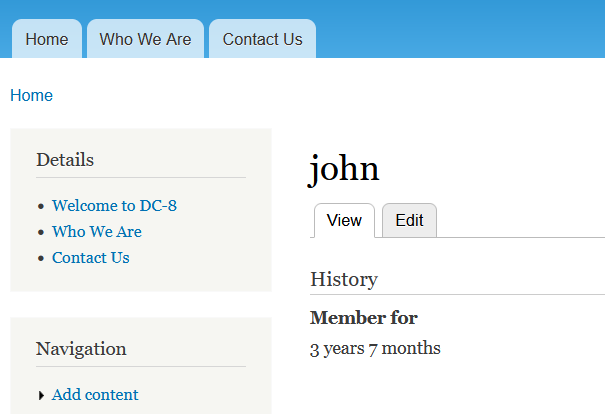 Home
Who We Are
Contact Us
Home
Details
Welcome to DC-8
Who We Are
Contact Us
Navigation
Add content
john
View
Edit
History
Member for
3 years 7 months